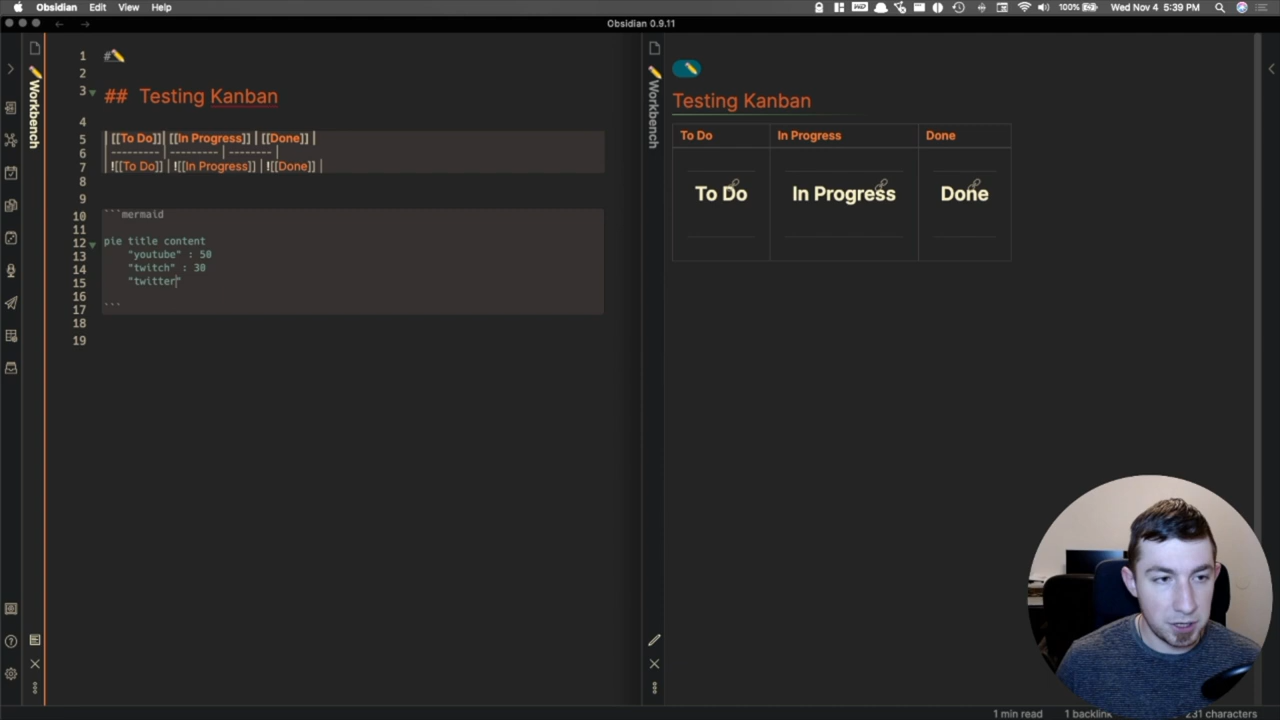 Obsidian Edit View Help
100% Wed Nov 4 5:39 PM
Obsidian 0.9.11
Workbench
1 #✏️
2
3 ## Testing Kanban
4
5 | [[To Do]]| [[In Progress]] | [[Done]] |
6 | --------- | --------- | -------- |
7 | ![[To Do]] | ![[In Progress]] | ![[Done]] |
8
9
10 ```mermaid
11
12 pie title content
13 "youtube" : 50
14 "twitch" : 30
15 "twitter"
16
17 ```
18
19
Workbench
✏️
Testing Kanban
To Do In Progress Done
To Do In Progress Done
1 min read 1 backlink 231 characters